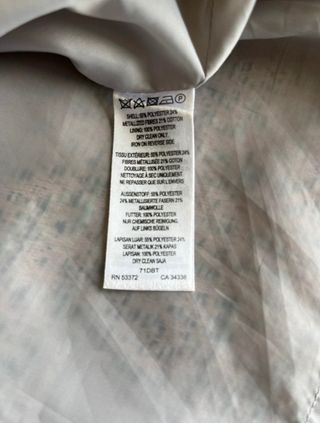 SHELL: 55% POLYESTER 24%
METALLIZED FIBRES 21% COTTON
LINING: 100% POLYESTER
DRY CLEAN ONLY.
IRON ON REVERSE SIDE
TISSU EXTÉRIEUR: 55% POLYESTER 24%
FIBRES MÉTALLISÉES 21% COTON
DOUBLURE: 100% POLYESTER
NETTOYAGE À SEC UNIQUEMENT
NE REPASSER QUE SUR L'ENVERS
AUSSENSTOFF: 55% POLYESTER
24% METALLISIERTE FASERN 21%
BAUMWOLLE
FUTTER: 100% POLYESTER
NUR CHEMISCHE REINIGUNG.
AUF LINKS BÜGELN
LAPISAN LUAR: 55% POLYESTER 24%
SERAT METALIK 21% KAPAS
LAPISAN: 100% POLYESTER
DRY CLEAN SAJA
71DBT
RN 53372 CA 34338